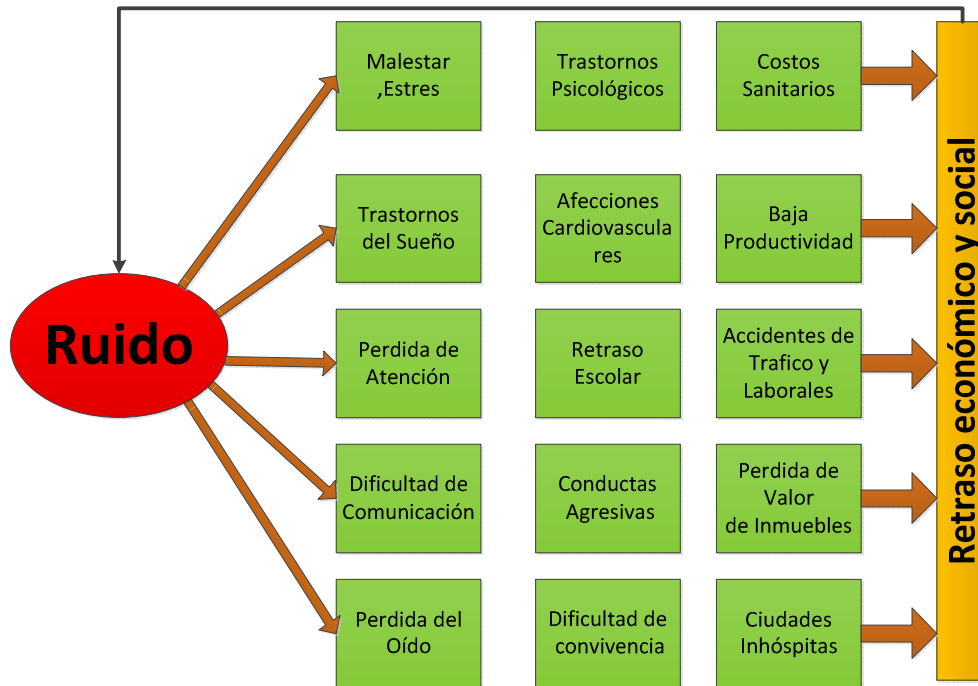 Ruido
Malestar
,Estres
Trastornos
Psicológicos
Costos
Sanitarios
Trastornos
del Sueño
Afecciones
Cardiovascula
res
Baja
Productividad
Perdida de
Atención
Retraso
Escolar
Accidentes de
Trafico y
Laborales
Dificultad de
Comunicación
Conductas
Agresivas
Perdida de
Valor
de Inmuebles
Perdida del
Oído
Dificultad de
convivencia
Ciudades
Inhóspitas
Retraso económico y social